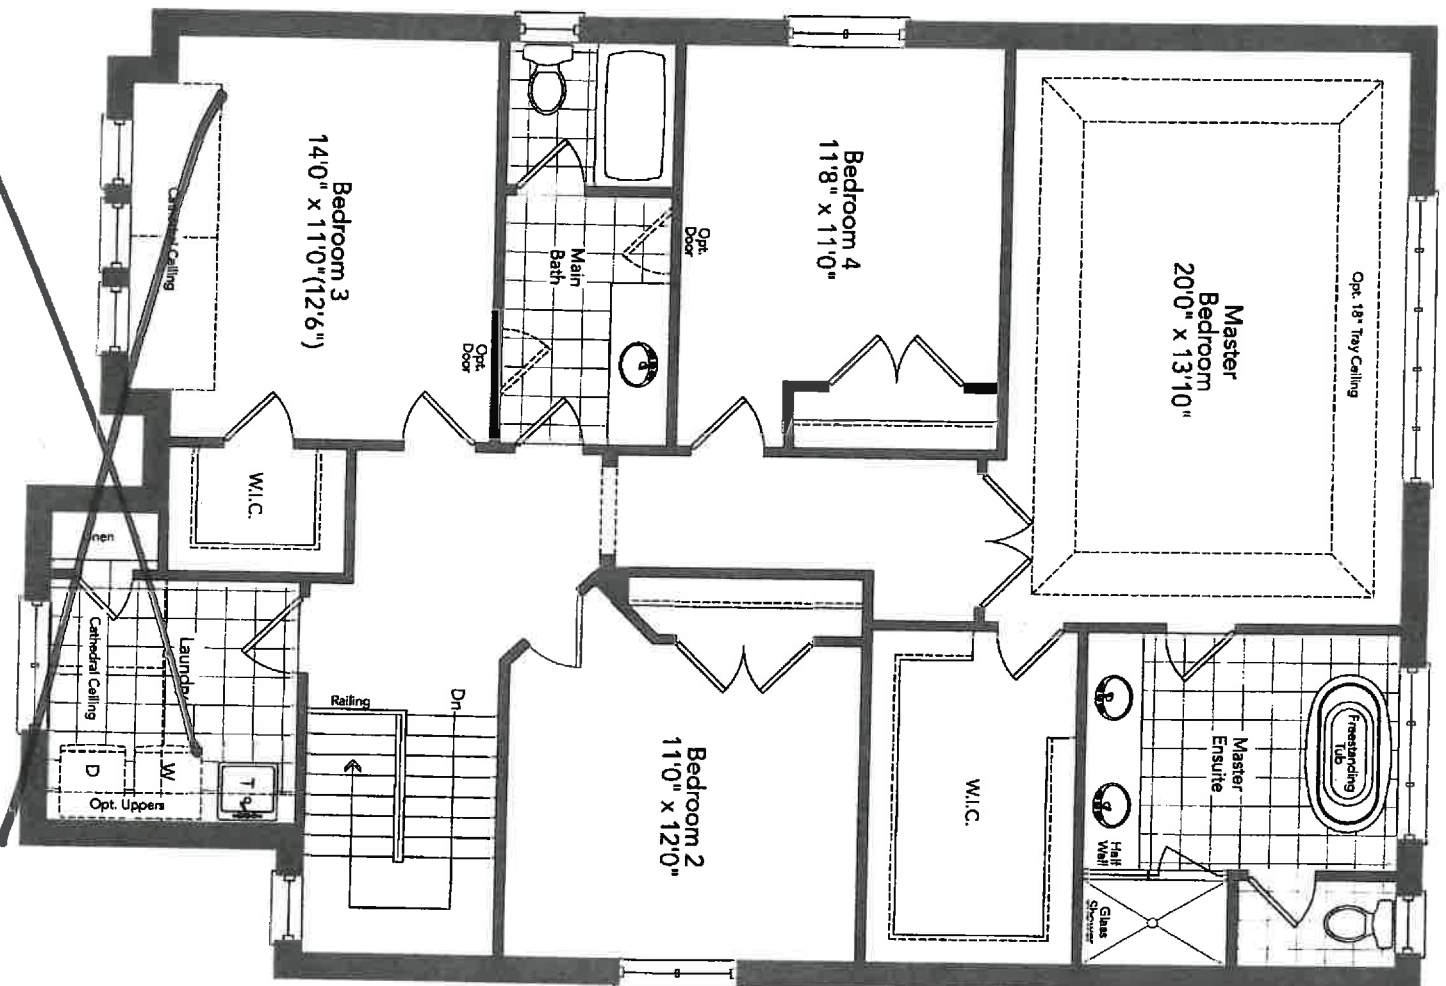 Opt. 18" Tray Ceiling
Master
Bedroom
20'0" x 13'10"
Freestanding
Tub
Master
Ensuite
Half
Wall
Glass
Shower
W.I.C.
Bedroom 4
11'8" x 11'0"
Opt.
Door
Bedroom 2
11'0" x 12'0"
Main
Bath
Opt.
Door
Dn
Railing
Bedroom 3
14'0" x 11'0"(12'6")
W.I.C.
Cathedral Ceiling
Laundry
Cathedral Ceiling
T
W
D
Opt. Uppers